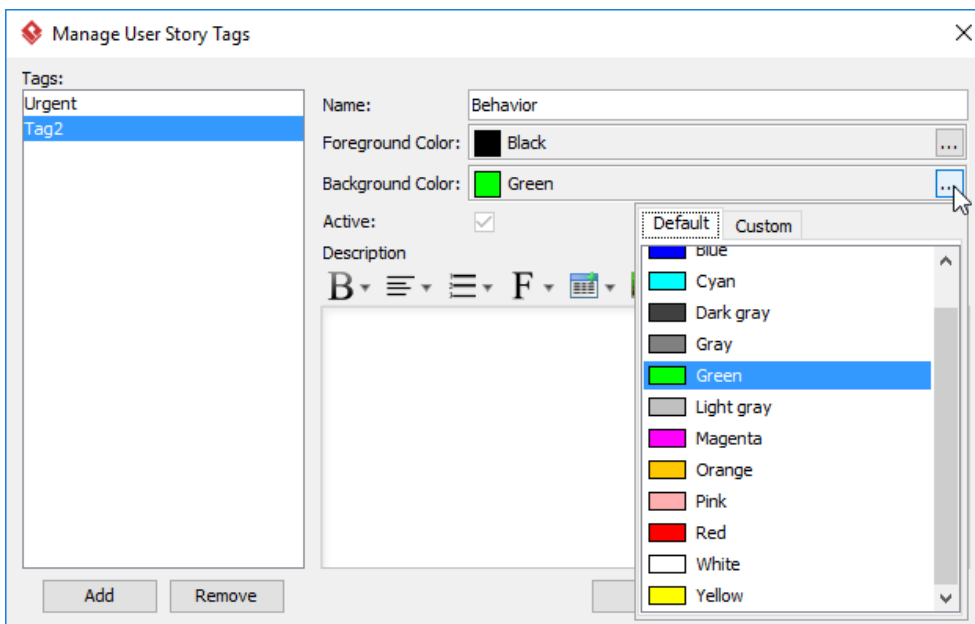 Manage User Story Tags
Tags:
Urgent
Tag2
Name: Behavior
Foreground Color: Black ...
Background Color: Green ...
Active:
Description
B F
Default Custom
Blue
Cyan
Dark gray
Gray
Green
Light gray
Magenta
Orange
Pink
Red
White
Yellow
Add Remove